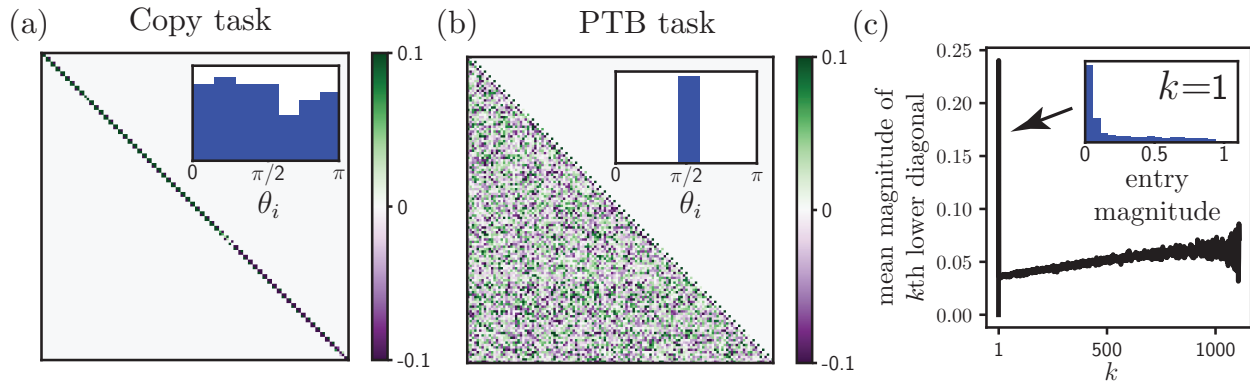 (a)
Copy task
0
π/2
π
θᵢ
0.1
0
-0.1
(b)
PTB task
0
π/2
π
θᵢ
0.1
0
-0.1
(c)
mean magnitude of
kth lower diagonal
0.25
0.20
0.15
0.10
0.05
0.00
k=1
0
0.5
1
entry
magnitude
1
500
1000
k